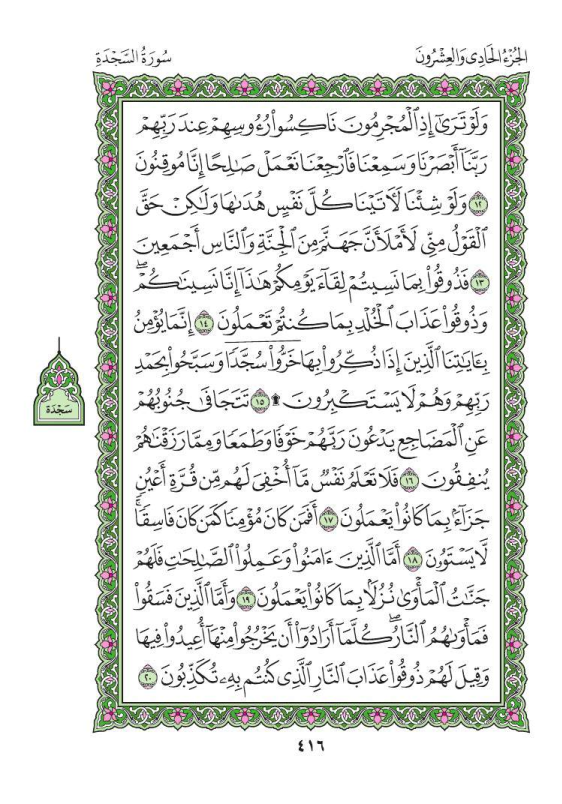 الجُزْءُ الحَادِى وَالعِشْرُونَ
سُورَةُ السَّجْدَةِ
وَلَوْ تَرَىٰٓ إِذِ ٱلْمُجْرِمُونَ نَاكِسُوا۟ رُءُوسِهِمْ عِندَ رَبِّهِمْ
رَبَّنَآ أَبْصَرْنَا وَسَمِعْنَا فَٱرْجِعْنَا نَعْمَلْ صَـٰلِحًا إِنَّا مُوقِنُونَ
١٢ وَلَوْ شِئْنَا لَـَٔاتَيْنَا كُلَّ نَفْسٍ هُدَىٰهَا وَلَـٰكِنْ حَقَّ
ٱلْقَوْلُ مِنِّى لَأَمْلَأَنَّ جَهَنَّمَ مِنَ ٱلْجِنَّةِ وَٱلنَّاسِ أَجْمَعِينَ
١٣ فَذُوقُوا۟ بِمَا نَسِيتُمْ لِقَآءَ يَوْمِكُمْ هَـٰذَآ إِنَّا نَسِينَـٰكُمْ ۖ
وَذُوقُوا۟ عَذَابَ ٱلْخُلْدِ بِمَا كُنتُمْ تَعْمَلُونَ ١٤ إِنَّمَا يُؤْمِنُ
بِـَٔايَـٰتِنَا ٱلَّذِينَ إِذَا ذُكِّرُوا۟ بِهَا خَرُّوا۟ سُجَّدًا وَسَبَّحُوا۟ بِحَمْدِ
رَبِّهِمْ وَهُمْ لَا يَسْتَكْبِرُونَ ۩ ١٥ تَتَجَافَىٰ جُنُوبُهُمْ
سَجْدَة
عَنِ ٱلْمَضَاجِعِ يَدْعُونَ رَبَّهُمْ خَوْفًا وَطَمَعًا وَمِمَّا رَزَقْنَـٰهُمْ
يُنفِقُونَ ١٦ فَلَا تَعْلَمُ نَفْسٌ مَّآ أُخْفِىَ لَهُم مِّن قُرَّةِ أَعْيُنٍ
جَزَآءًۢ بِمَا كَانُوا۟ يَعْمَلُونَ ١٧ أَفَمَن كَانَ مُؤْمِنًا كَمَن كَانَ فَاسِقًا ۚ
لَّا يَسْتَوُۥنَ ١٨ أَمَّا ٱلَّذِينَ ءَامَنُوا۟ وَعَمِلُوا۟ ٱلصَّـٰلِحَـٰتِ فَلَهُمْ
جَنَّـٰتُ ٱلْمَأْوَىٰ نُزُلًۢا بِمَا كَانُوا۟ يَعْمَلُونَ ١٩ وَأَمَّا ٱلَّذِينَ فَسَقُوا۟
فَمَأْوَىٰهُمُ ٱلنَّارُ ۖ كُلَّمَآ أَرَادُوٓا۟ أَن يَخْرُجُوا۟ مِنْهَآ أُعِيدُوا۟ فِيهَا
وَقِيلَ لَهُمْ ذُوقُوا۟ عَذَابَ ٱلنَّارِ ٱلَّذِى كُنتُم بِهِۦ تُكَذِّبُونَ ٢٠
٤١٦